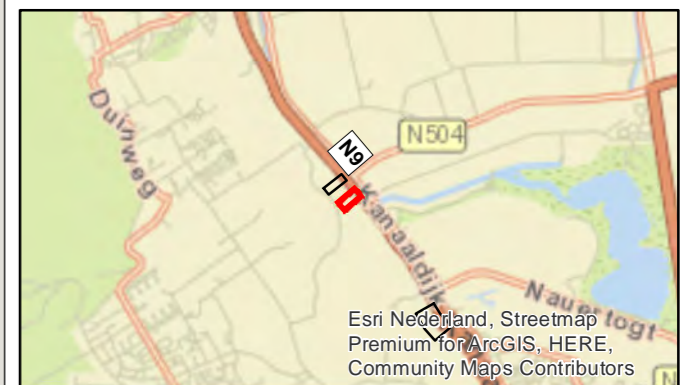 Duinweg
N504
N9
Kanaaldijk
Nauertogt
Esri Nederland, Streetmap
Premium for ArcGIS, HERE,
Community Maps Contributors
N